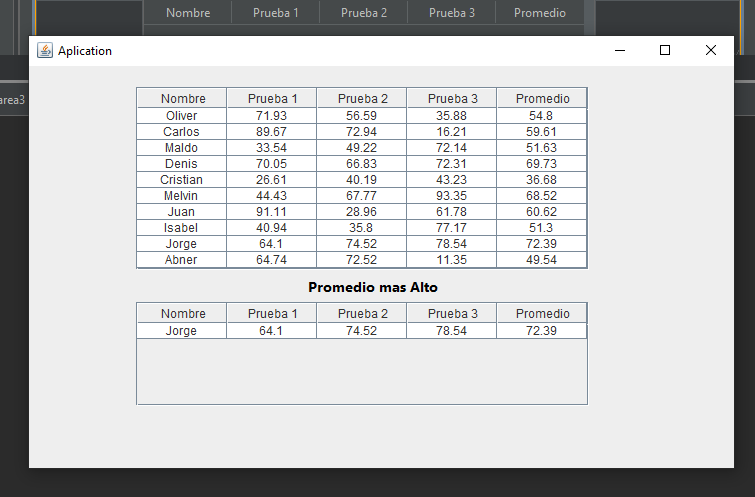 Nombre Prueba 1 Prueba 2 Prueba 3 Promedio
Aplication
area3
Nombre Prueba 1 Prueba 2 Prueba 3 Promedio
Oliver 71.93 56.59 35.88 54.8
Carlos 89.67 72.94 16.21 59.61
Maldo 33.54 49.22 72.14 51.63
Denis 70.05 66.83 72.31 69.73
Cristian 26.61 40.19 43.23 36.68
Melvin 44.43 67.77 93.35 68.52
Juan 91.11 28.96 61.78 60.62
Isabel 40.94 35.8 77.17 51.3
Jorge 64.1 74.52 78.54 72.39
Abner 64.74 72.52 11.35 49.54
Promedio mas Alto
Nombre Prueba 1 Prueba 2 Prueba 3 Promedio
Jorge 64.1 74.52 78.54 72.39